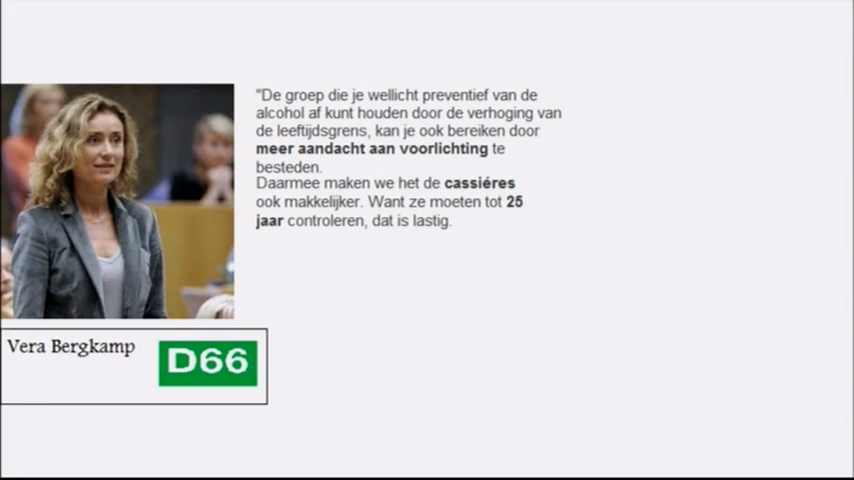 "De groep die je wellicht preventief van de
alcohol af kunt houden door de verhoging van
de leeftijdsgrens, kan je ook bereiken door
meer aandacht aan voorlichting te
besteden.
Daarmee maken we het de cassiéres
ook makkelijker. Want ze moeten tot 25
jaar controleren, dat is lastig.
Vera Bergkamp
D66